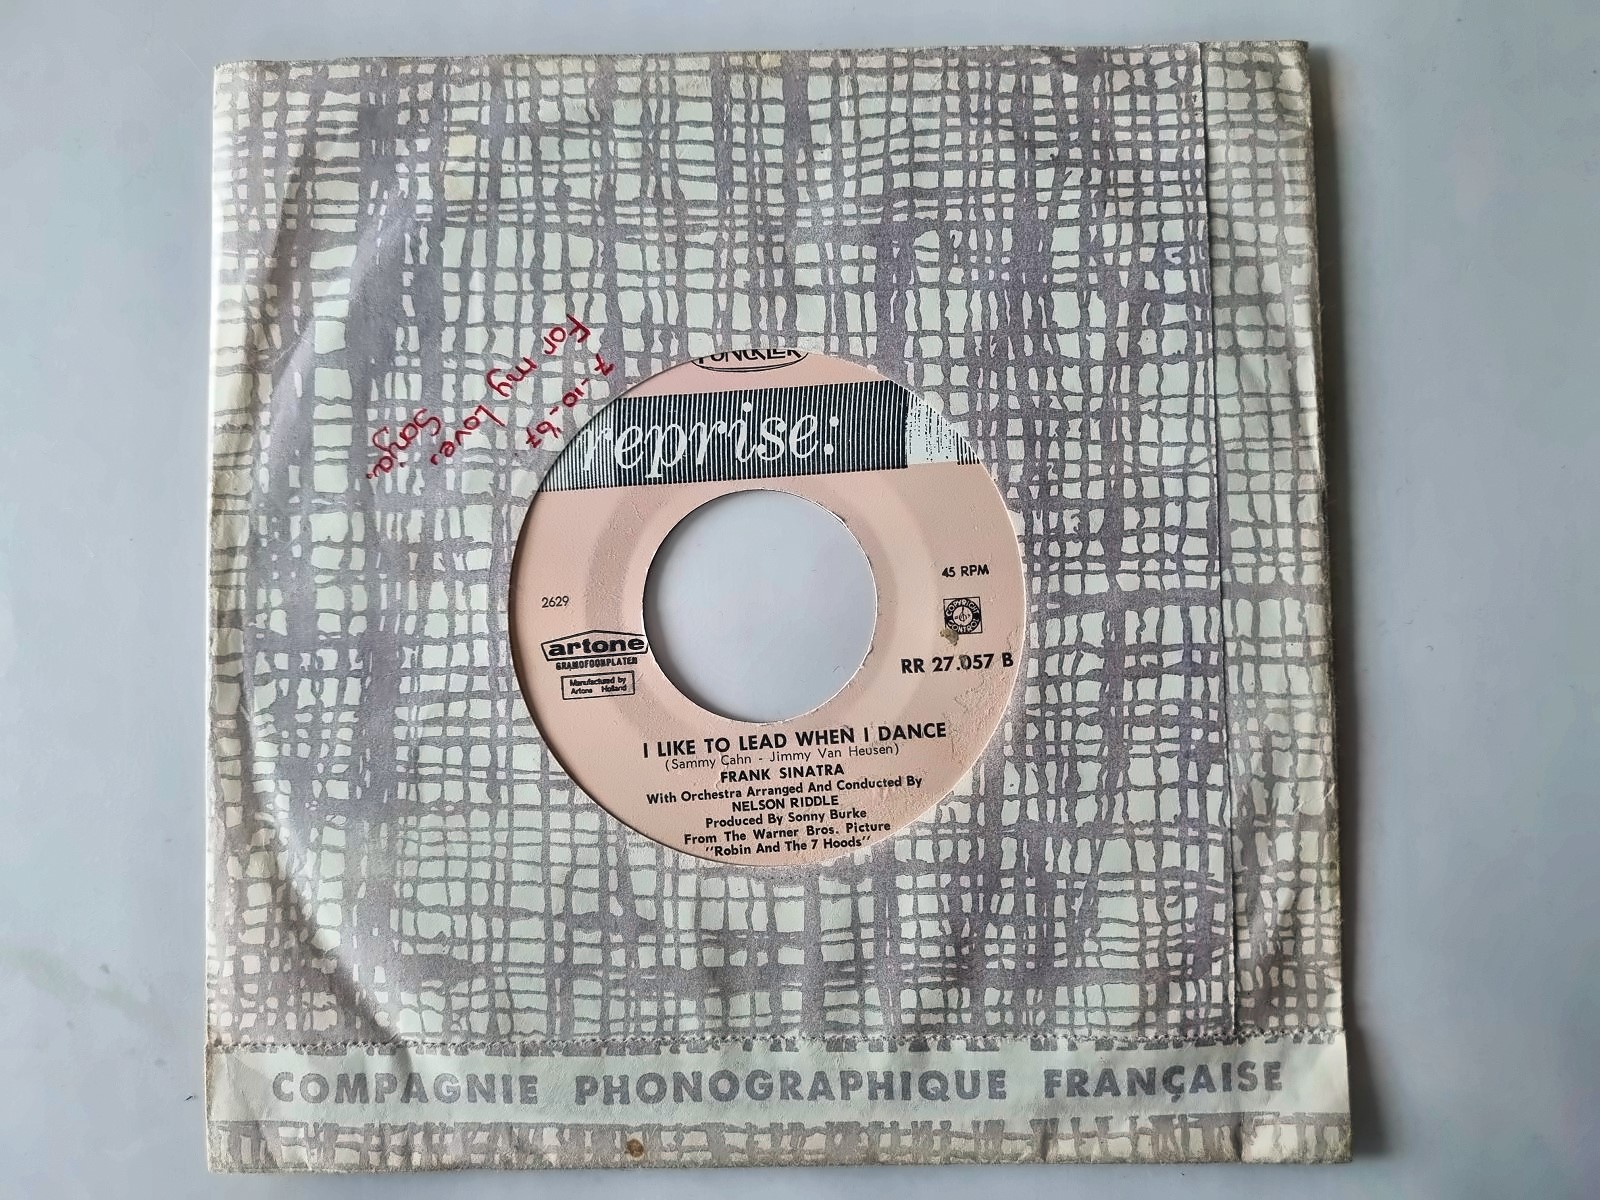 For my Love.
Sonja.
7-10-67
FUNCKLER
reprise:
45 RPM
2629
COPYRIGHT
CONTROL
artone
GRAMOFOONPLATEN
Manufactured by
Artone Holland
RR 27.057 B
I LIKE TO LEAD WHEN I DANCE
(Sammy Cahn - Jimmy Van Heusen)
FRANK SINATRA
With Orchestra Arranged And Conducted By
NELSON RIDDLE
Produced By Sonny Burke
From The Warner Bros. Picture
"Robin And The 7 Hoods"
COMPAGNIE PHONOGRAPHIQUE FRANÇAISE